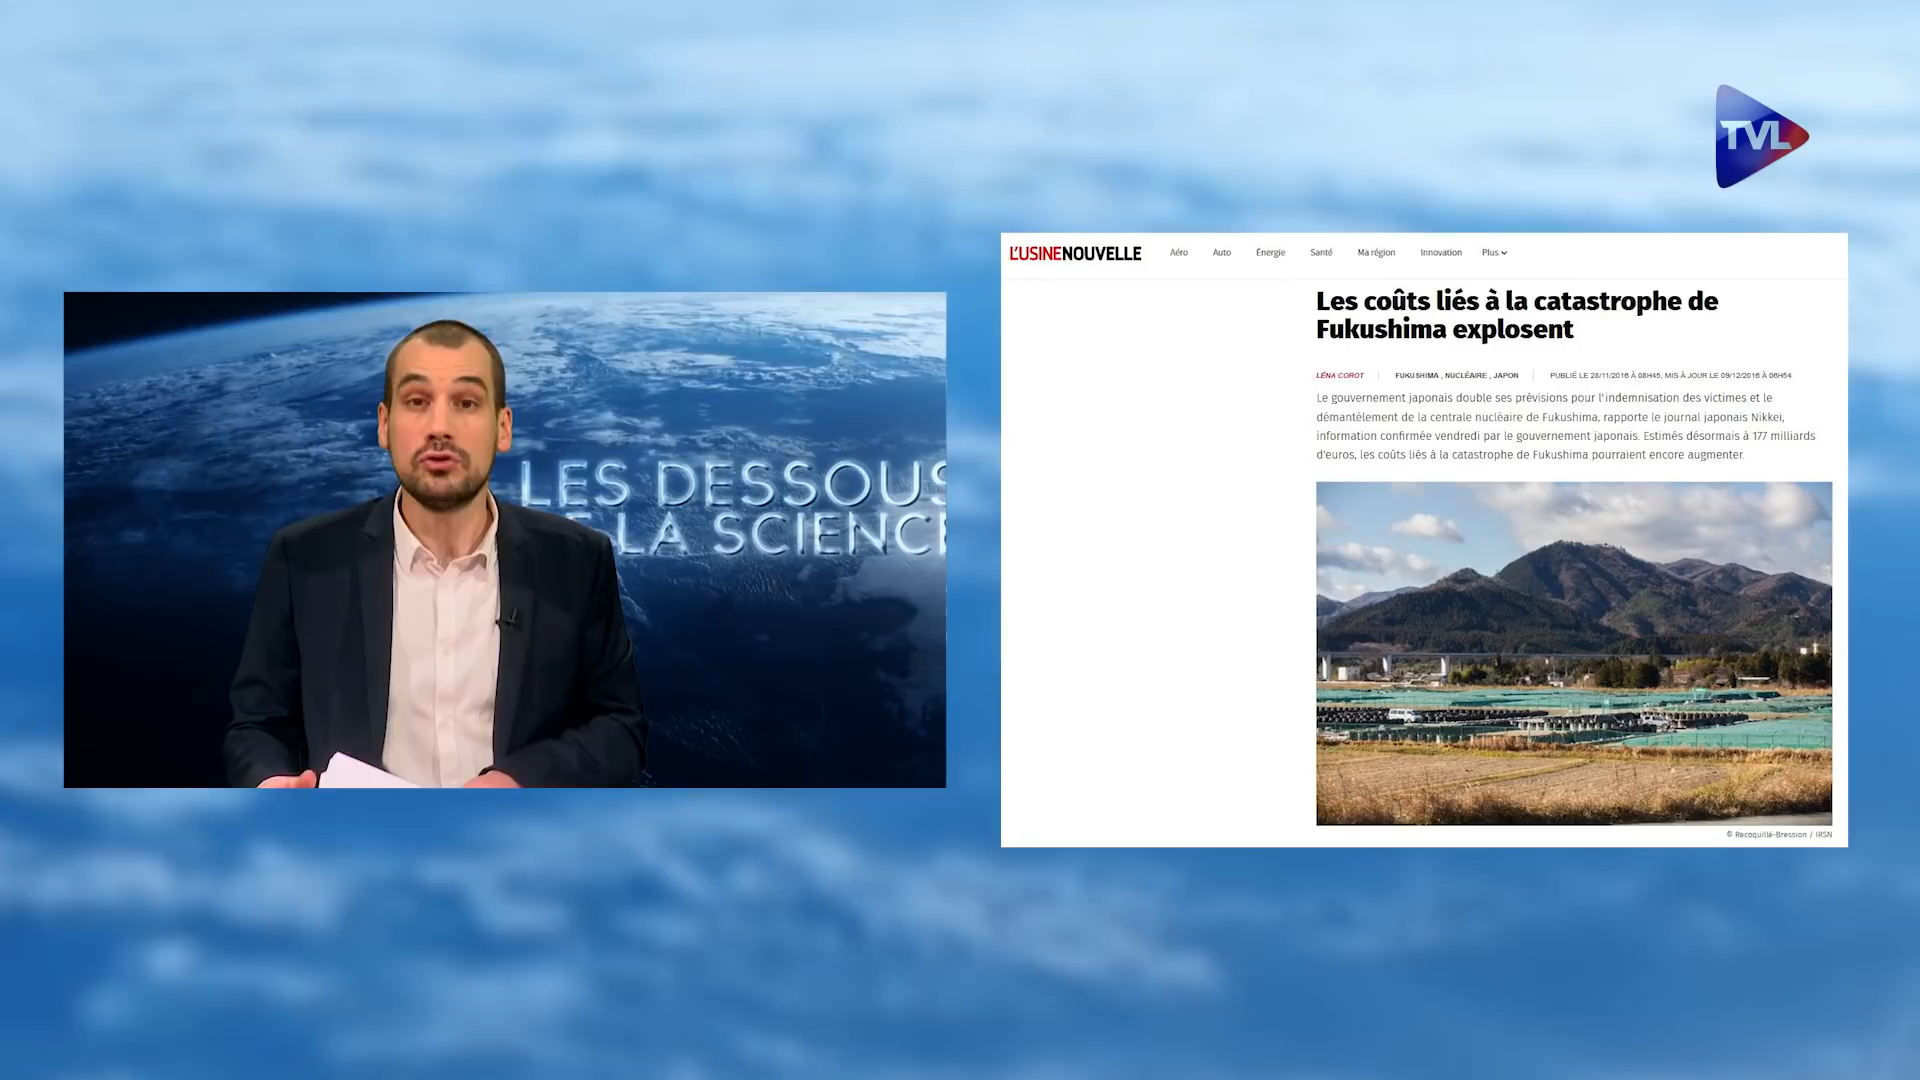 TVL
LES DESSOUS
LA SCIENCE
L'USINENOUVELLE
Aéro Auto Énergie Santé Ma région Innovation Plus
Les coûts liés à la catastrophe de
Fukushima explosent
LÉNA COROT FUKUSHIMA , NUCLÉAIRE , JAPON PUBLIÉ LE 28/11/2016 À 08H45, MIS À JOUR LE 09/12/2016 À 06H54
Le gouvernement japonais double ses prévisions pour l'indemnisation des victimes et le
démantèlement de la centrale nucléaire de Fukushima, rapporte le journal japonais Nikkei,
information confirmée vendredi par le gouvernement japonais. Estimés désormais à 177 milliards
d'euros, les coûts liés à la catastrophe de Fukushima pourraient encore augmenter.
© Recoquillé-Bression / IRSN